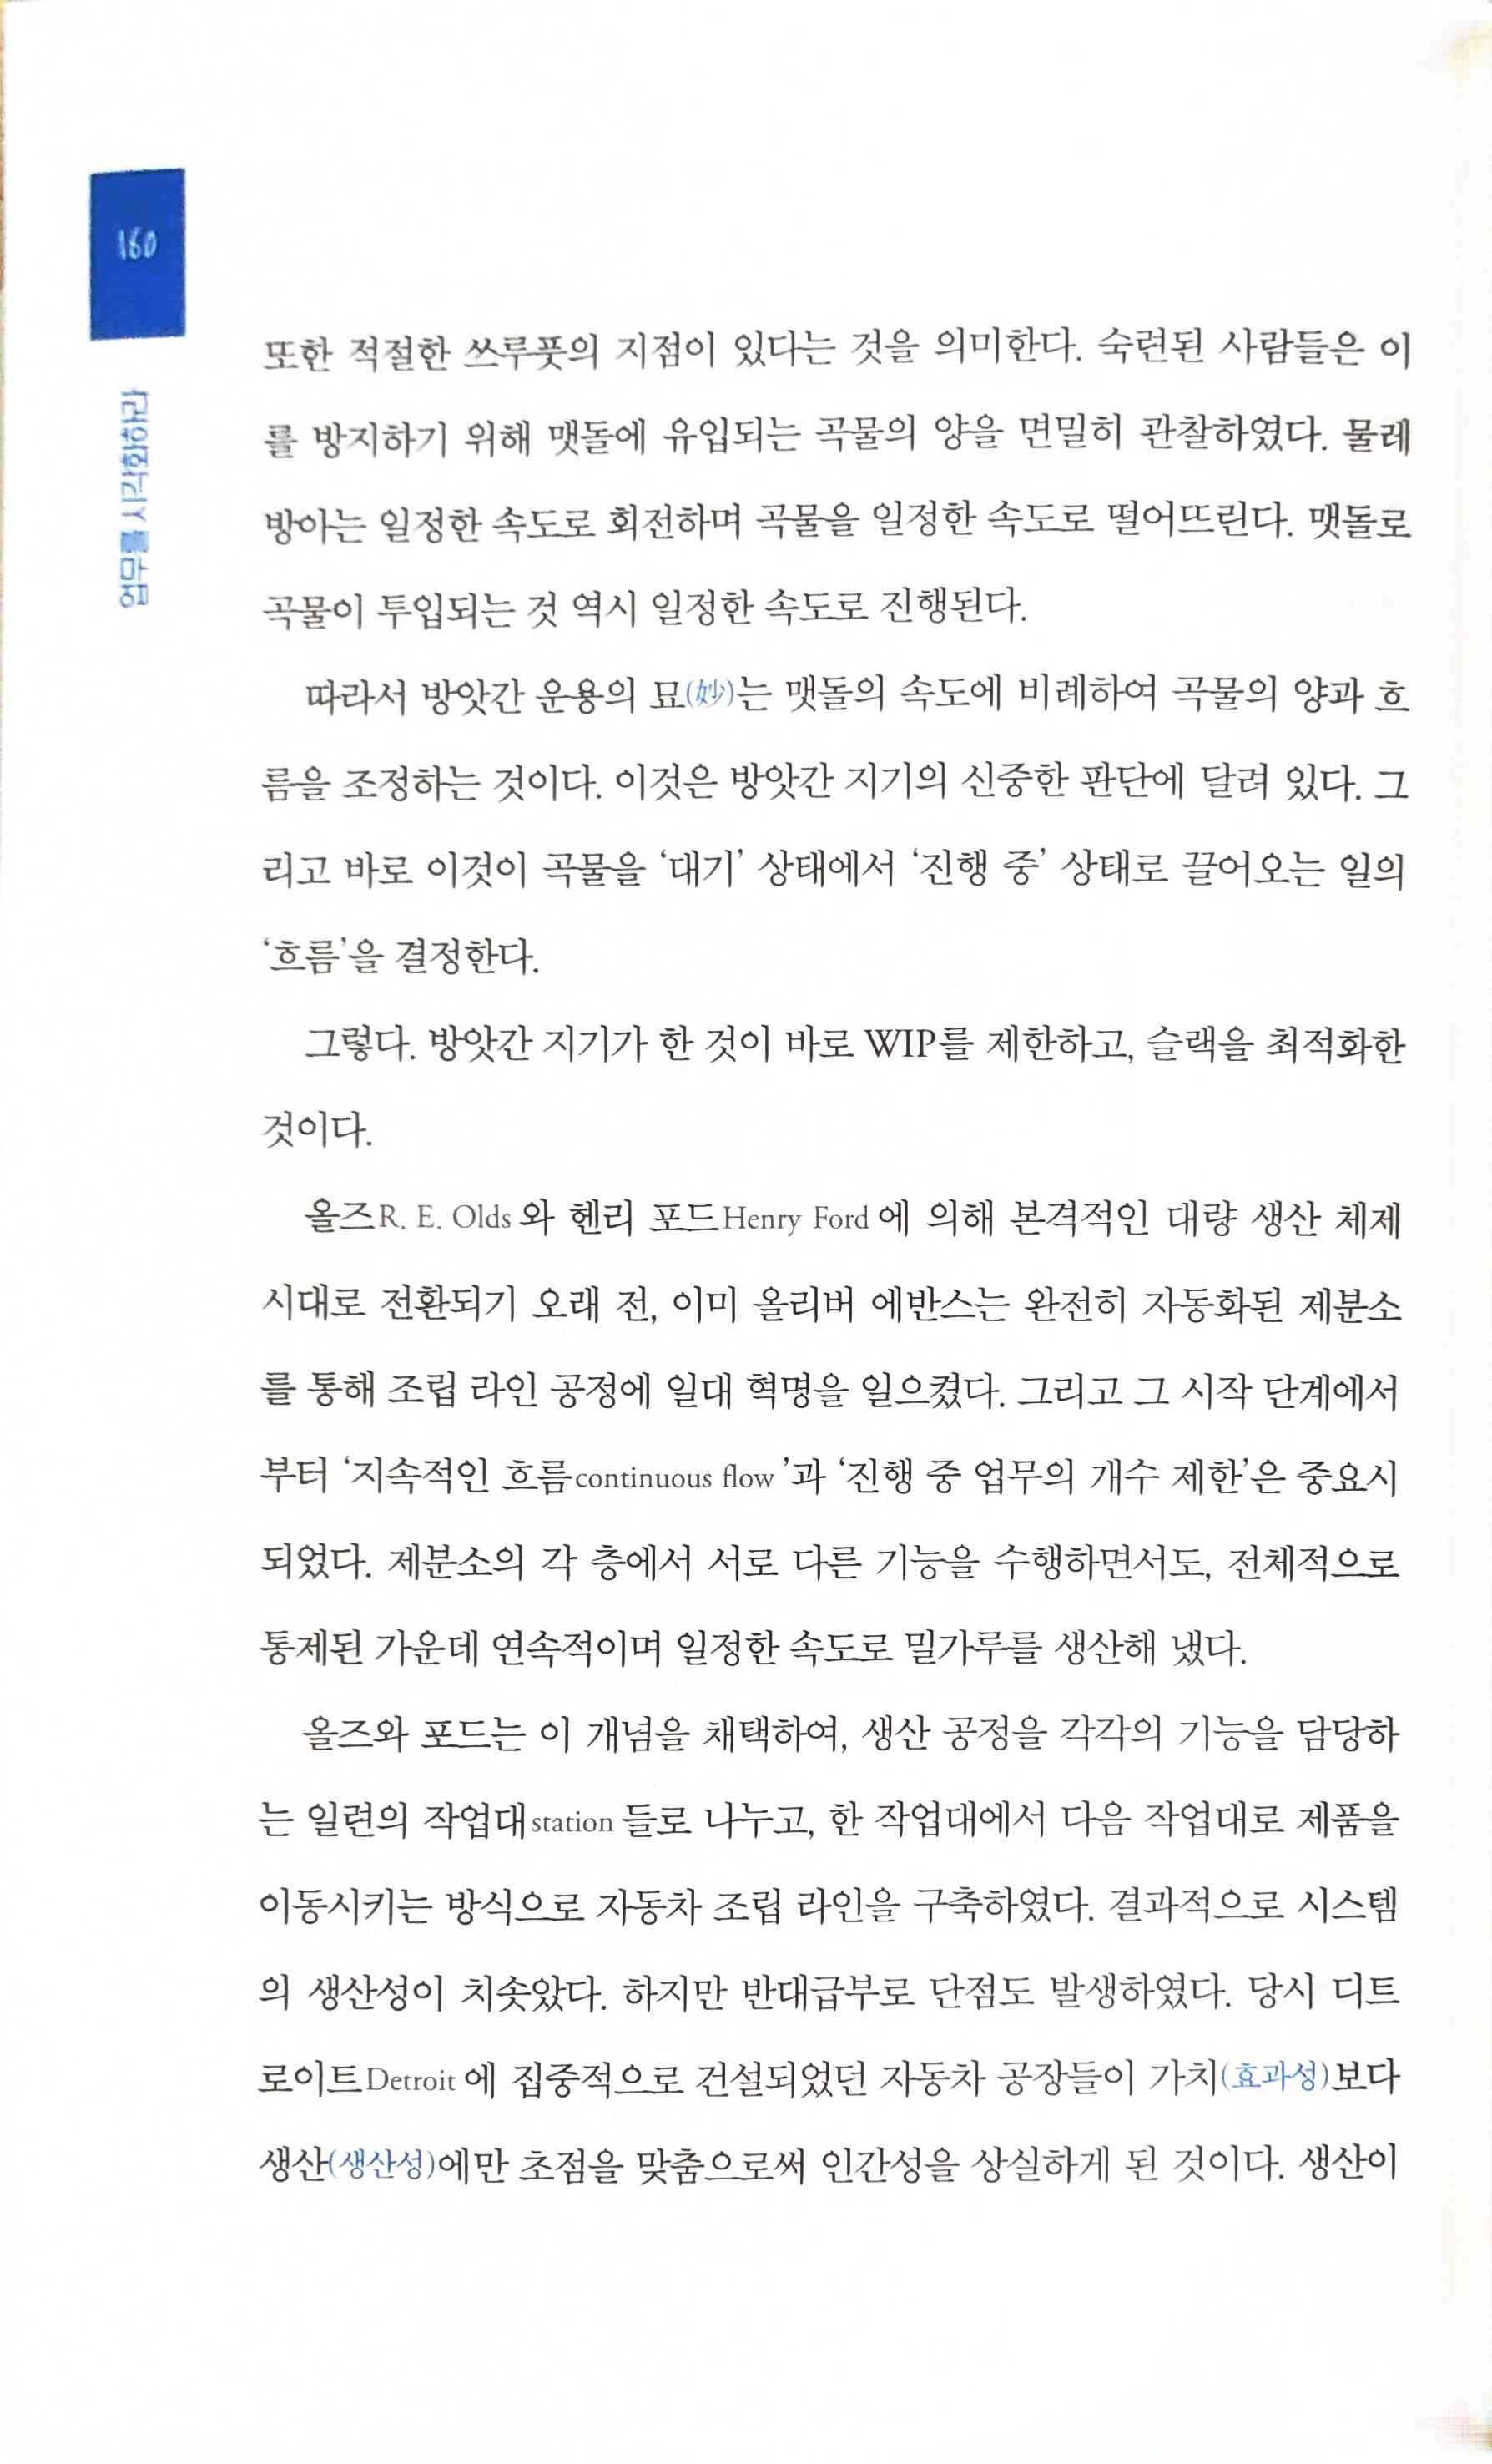 160
업무를 시각화하라
또한 적절한 쓰루풋의 지점이 있다는 것을 의미한다. 숙련된 사람들은 이
를 방지하기 위해 맷돌에 유입되는 곡물의 양을 면밀히 관찰하였다. 물레
방아는 일정한 속도로 회전하며 곡물을 일정한 속도로 떨어뜨린다. 맷돌로
곡물이 투입되는 것 역시 일정한 속도로 진행된다.
따라서 방앗간 운용의 묘(妙)는 맷돌의 속도에 비례하여 곡물의 양과 흐
름을 조정하는 것이다. 이것은 방앗간 지기의 신중한 판단에 달려 있다. 그
리고 바로 이것이 곡물을 ‘대기’ 상태에서 ‘진행 중’ 상태로 끌어오는 일의
‘흐름’을 결정한다.
그렇다. 방앗간 지기가 한 것이 바로 WIP를 제한하고, 슬랙을 최적화한
것이다.
올즈R. E. Olds와 헨리 포드Henry Ford에 의해 본격적인 대량 생산 체제
시대로 전환되기 오래 전, 이미 올리버 에반스는 완전히 자동화된 제분소
를 통해 조립 라인 공정에 일대 혁명을 일으켰다. 그리고 그 시작 단계에서
부터 ‘지속적인 흐름continuous flow’과 ‘진행 중 업무의 개수 제한’은 중요시
되었다. 제분소의 각 층에서 서로 다른 기능을 수행하면서도, 전체적으로
통제된 가운데 연속적이며 일정한 속도로 밀가루를 생산해 냈다.
올즈와 포드는 이 개념을 채택하여, 생산 공정을 각각의 기능을 담당하
는 일련의 작업대station들로 나누고, 한 작업대에서 다음 작업대로 제품을
이동시키는 방식으로 자동차 조립 라인을 구축하였다. 결과적으로 시스템
의 생산성이 치솟았다. 하지만 반대급부로 단점도 발생하였다. 당시 디트
로이트Detroit에 집중적으로 건설되었던 자동차 공장들이 가치(효과성)보다
생산(생산성)에만 초점을 맞춤으로써 인간성을 상실하게 된 것이다. 생산이